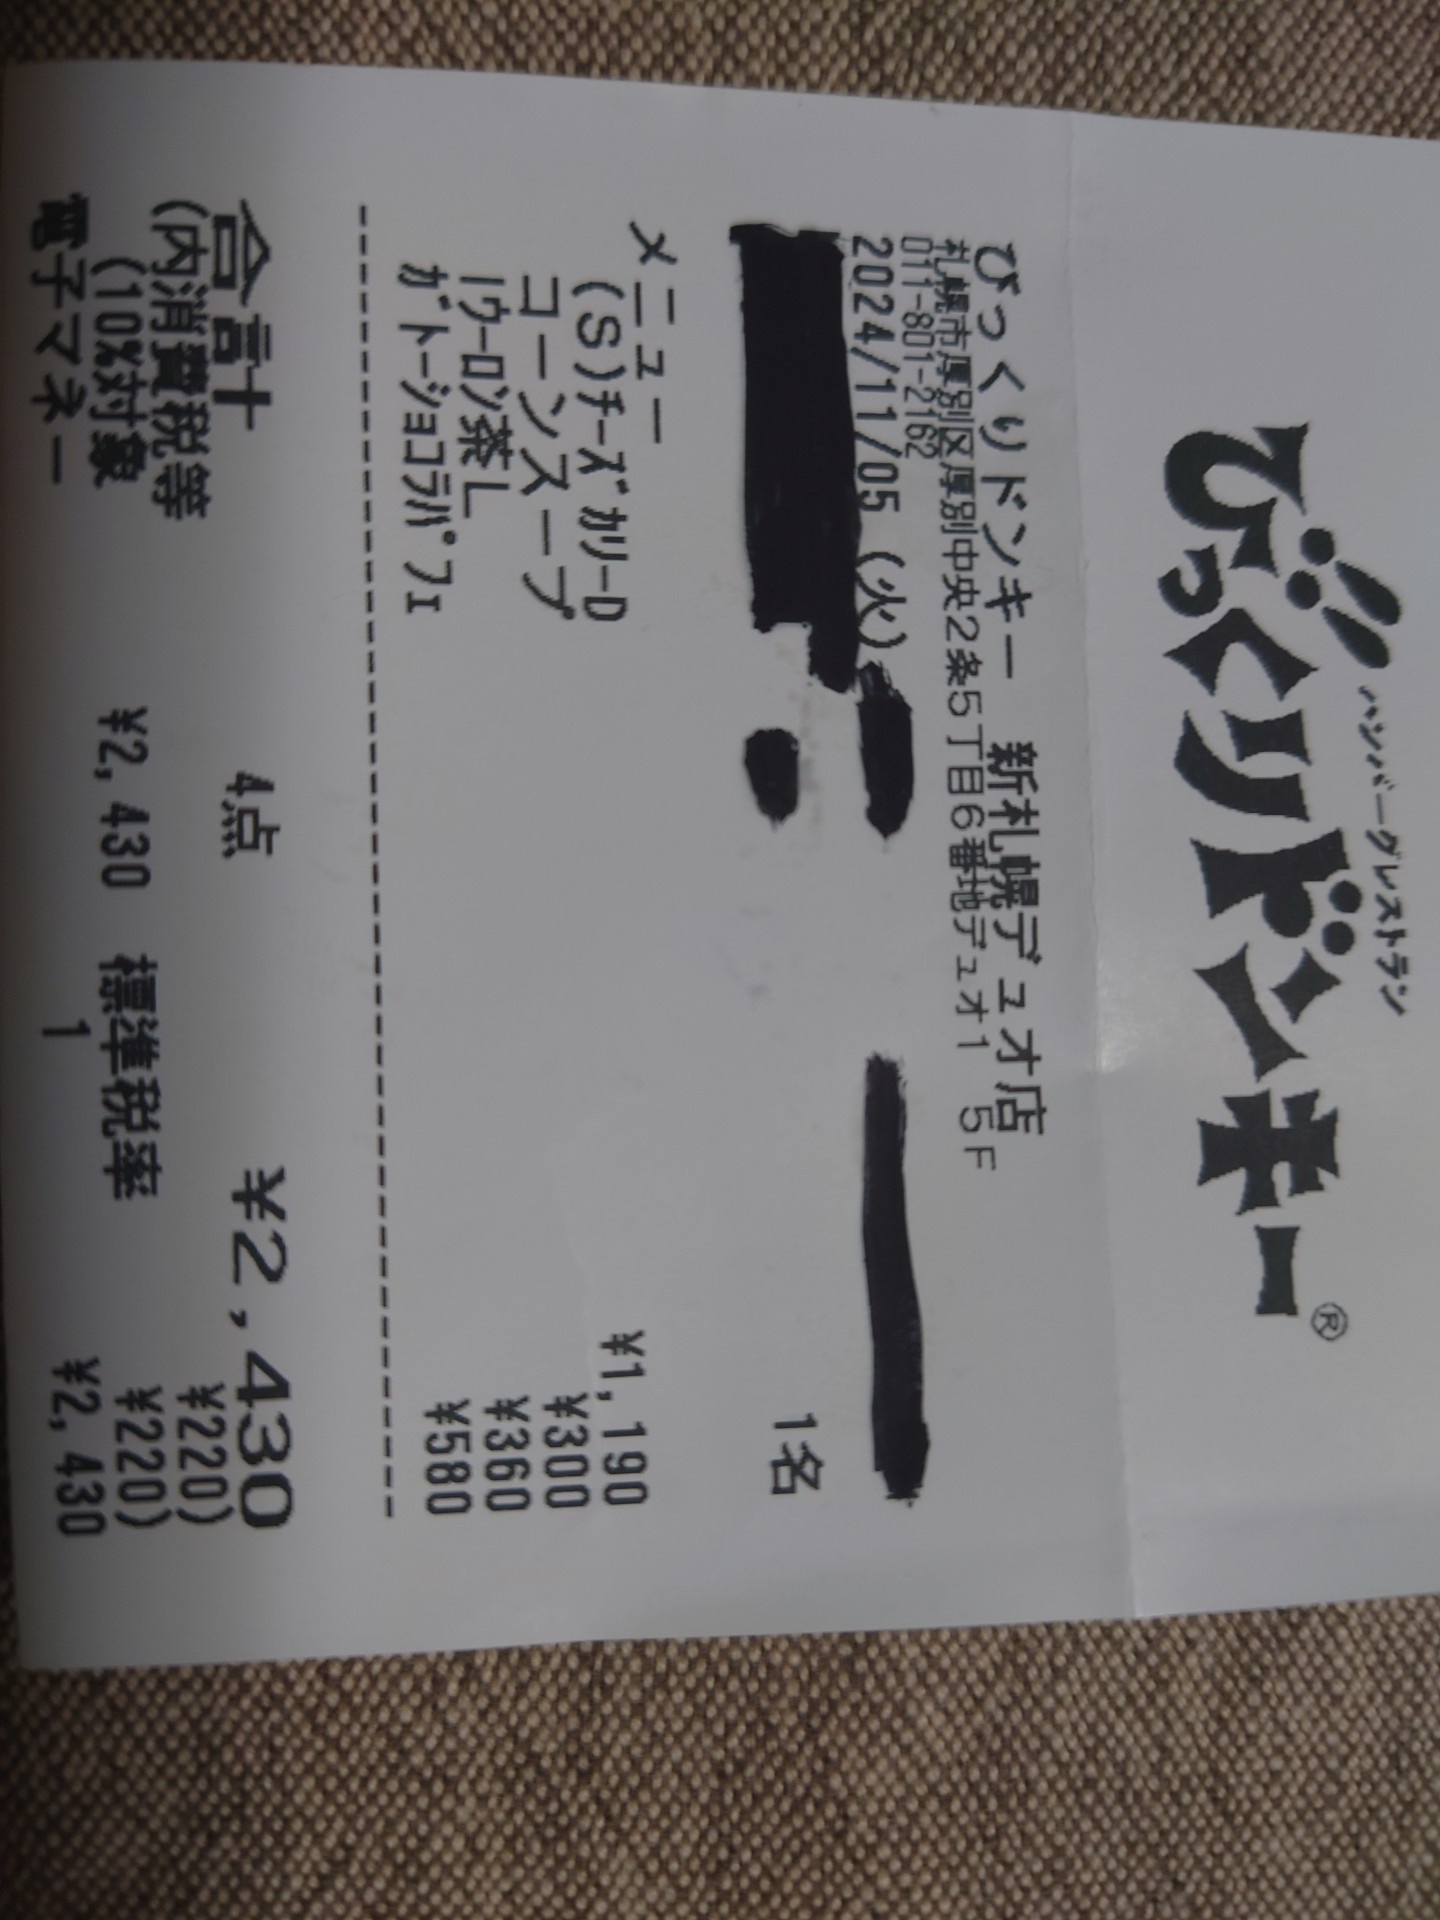 ハンバーグレストラン
びっくりドンキー®
びっくりドンキー 新札幌デュオ店
札幌市厚別区厚別中央2条5丁目6番地デュオ1 5F
011-801-2162
2024/11/05 (火)
1名
メニュー
(S)ﾁｰｽﾞｶﾘｰD ¥1,190
コーンスープ ¥300
Iｳｰﾛﾝ茶L ¥360
ｶﾞﾄｰｼｮｺﾗﾊﾟﾌｪ ¥580
合計 4点 ¥2,430
(内消費税等 ¥220)
(10%対象 ¥2,430 標準税率 ¥220)
電子マネー 1 ¥2,430